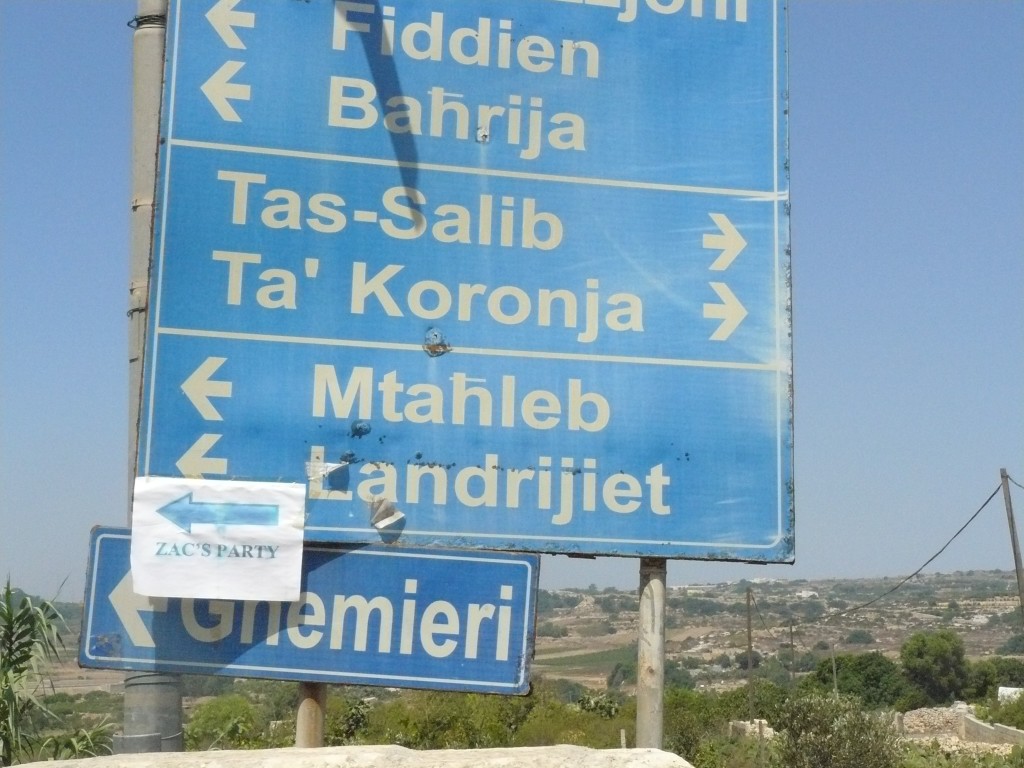 Fiddien
Baħrija
Tas-Salib
Ta' Koronja
Mtaħleb
Landrijiet
ZAC'S PARTY
Għemieri